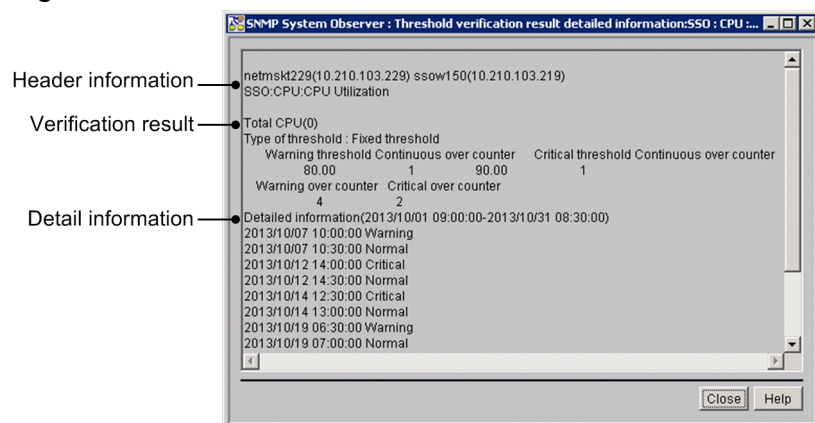 SNMP System Observer : Threshold verification result detailed information:SSO : CPU :...
Header information
netmskt229(10.210.103.229) ssow150(10.210.103.219)
SSO:CPU:CPU Utilization
Verification result
Total CPU(0)
Type of threshold : Fixed threshold
Warning threshold Continuous over counter Critical threshold Continuous over counter
80.00 1 90.00 1
Warning over counter Critical over counter
4 2
Detail information
Detailed information(2013/10/01 09:00:00-2013/10/31 08:30:00)
2013/10/07 10:00:00 Warning
2013/10/07 10:30:00 Normal
2013/10/12 14:00:00 Critical
2013/10/12 14:30:00 Normal
2013/10/14 12:30:00 Critical
2013/10/14 13:00:00 Normal
2013/10/19 06:30:00 Warning
2013/10/19 07:00:00 Normal
Close Help